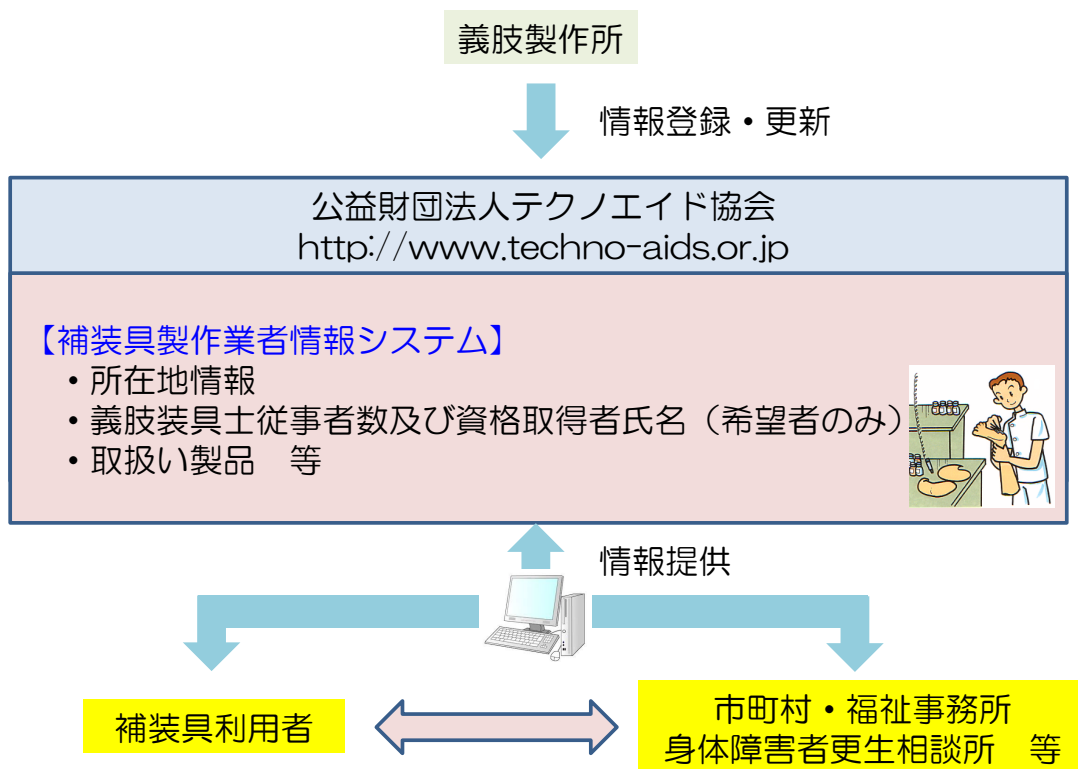 義肢製作所
情報登録・更新
公益財団法人テクノエイド協会
http://www.techno-aids.or.jp
【補装具製作業者情報システム】
・所在地情報
・義肢装具士従事者数及び資格取得者氏名（希望者のみ）
・取扱い製品　等
情報提供
補装具利用者
市町村・福祉事務所
身体障害者更生相談所　等